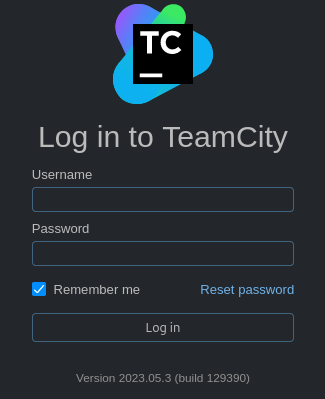 TC
Log in to TeamCity
Username
Password
Remember me Reset password
Log in
Version 2023.05.3 (build 129390)